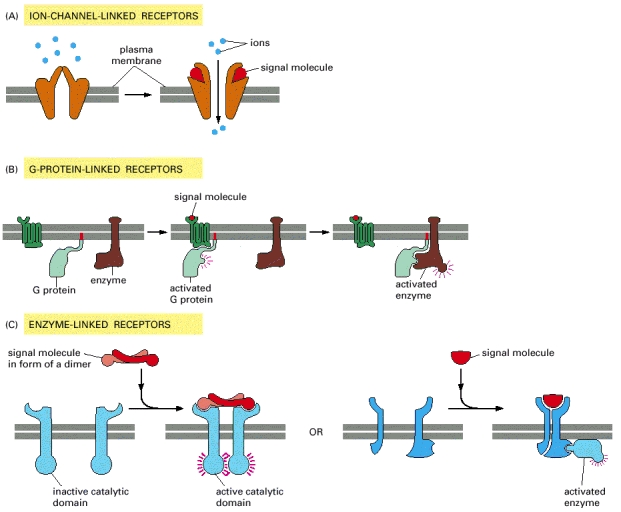 (A) ION-CHANNEL-LINKED RECEPTORS
plasma
membrane
ions
signal molecule
(B) G-PROTEIN-LINKED RECEPTORS
signal molecule
G protein
enzyme
activated
G protein
activated
enzyme
(C) ENZYME-LINKED RECEPTORS
signal molecule
in form of a dimer
signal molecule
OR
inactive catalytic
domain
active catalytic
domain
activated
enzyme